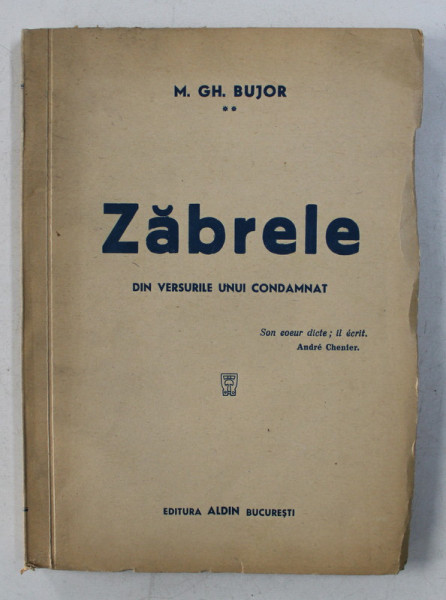 M. GH. BUJOR
**
Zăbrele
DIN VERSURILE UNUI CONDAMNAT
Son coeur dicte ; il écrit.
André Chenier.
EDITURA ALDIN BUCUREȘTI